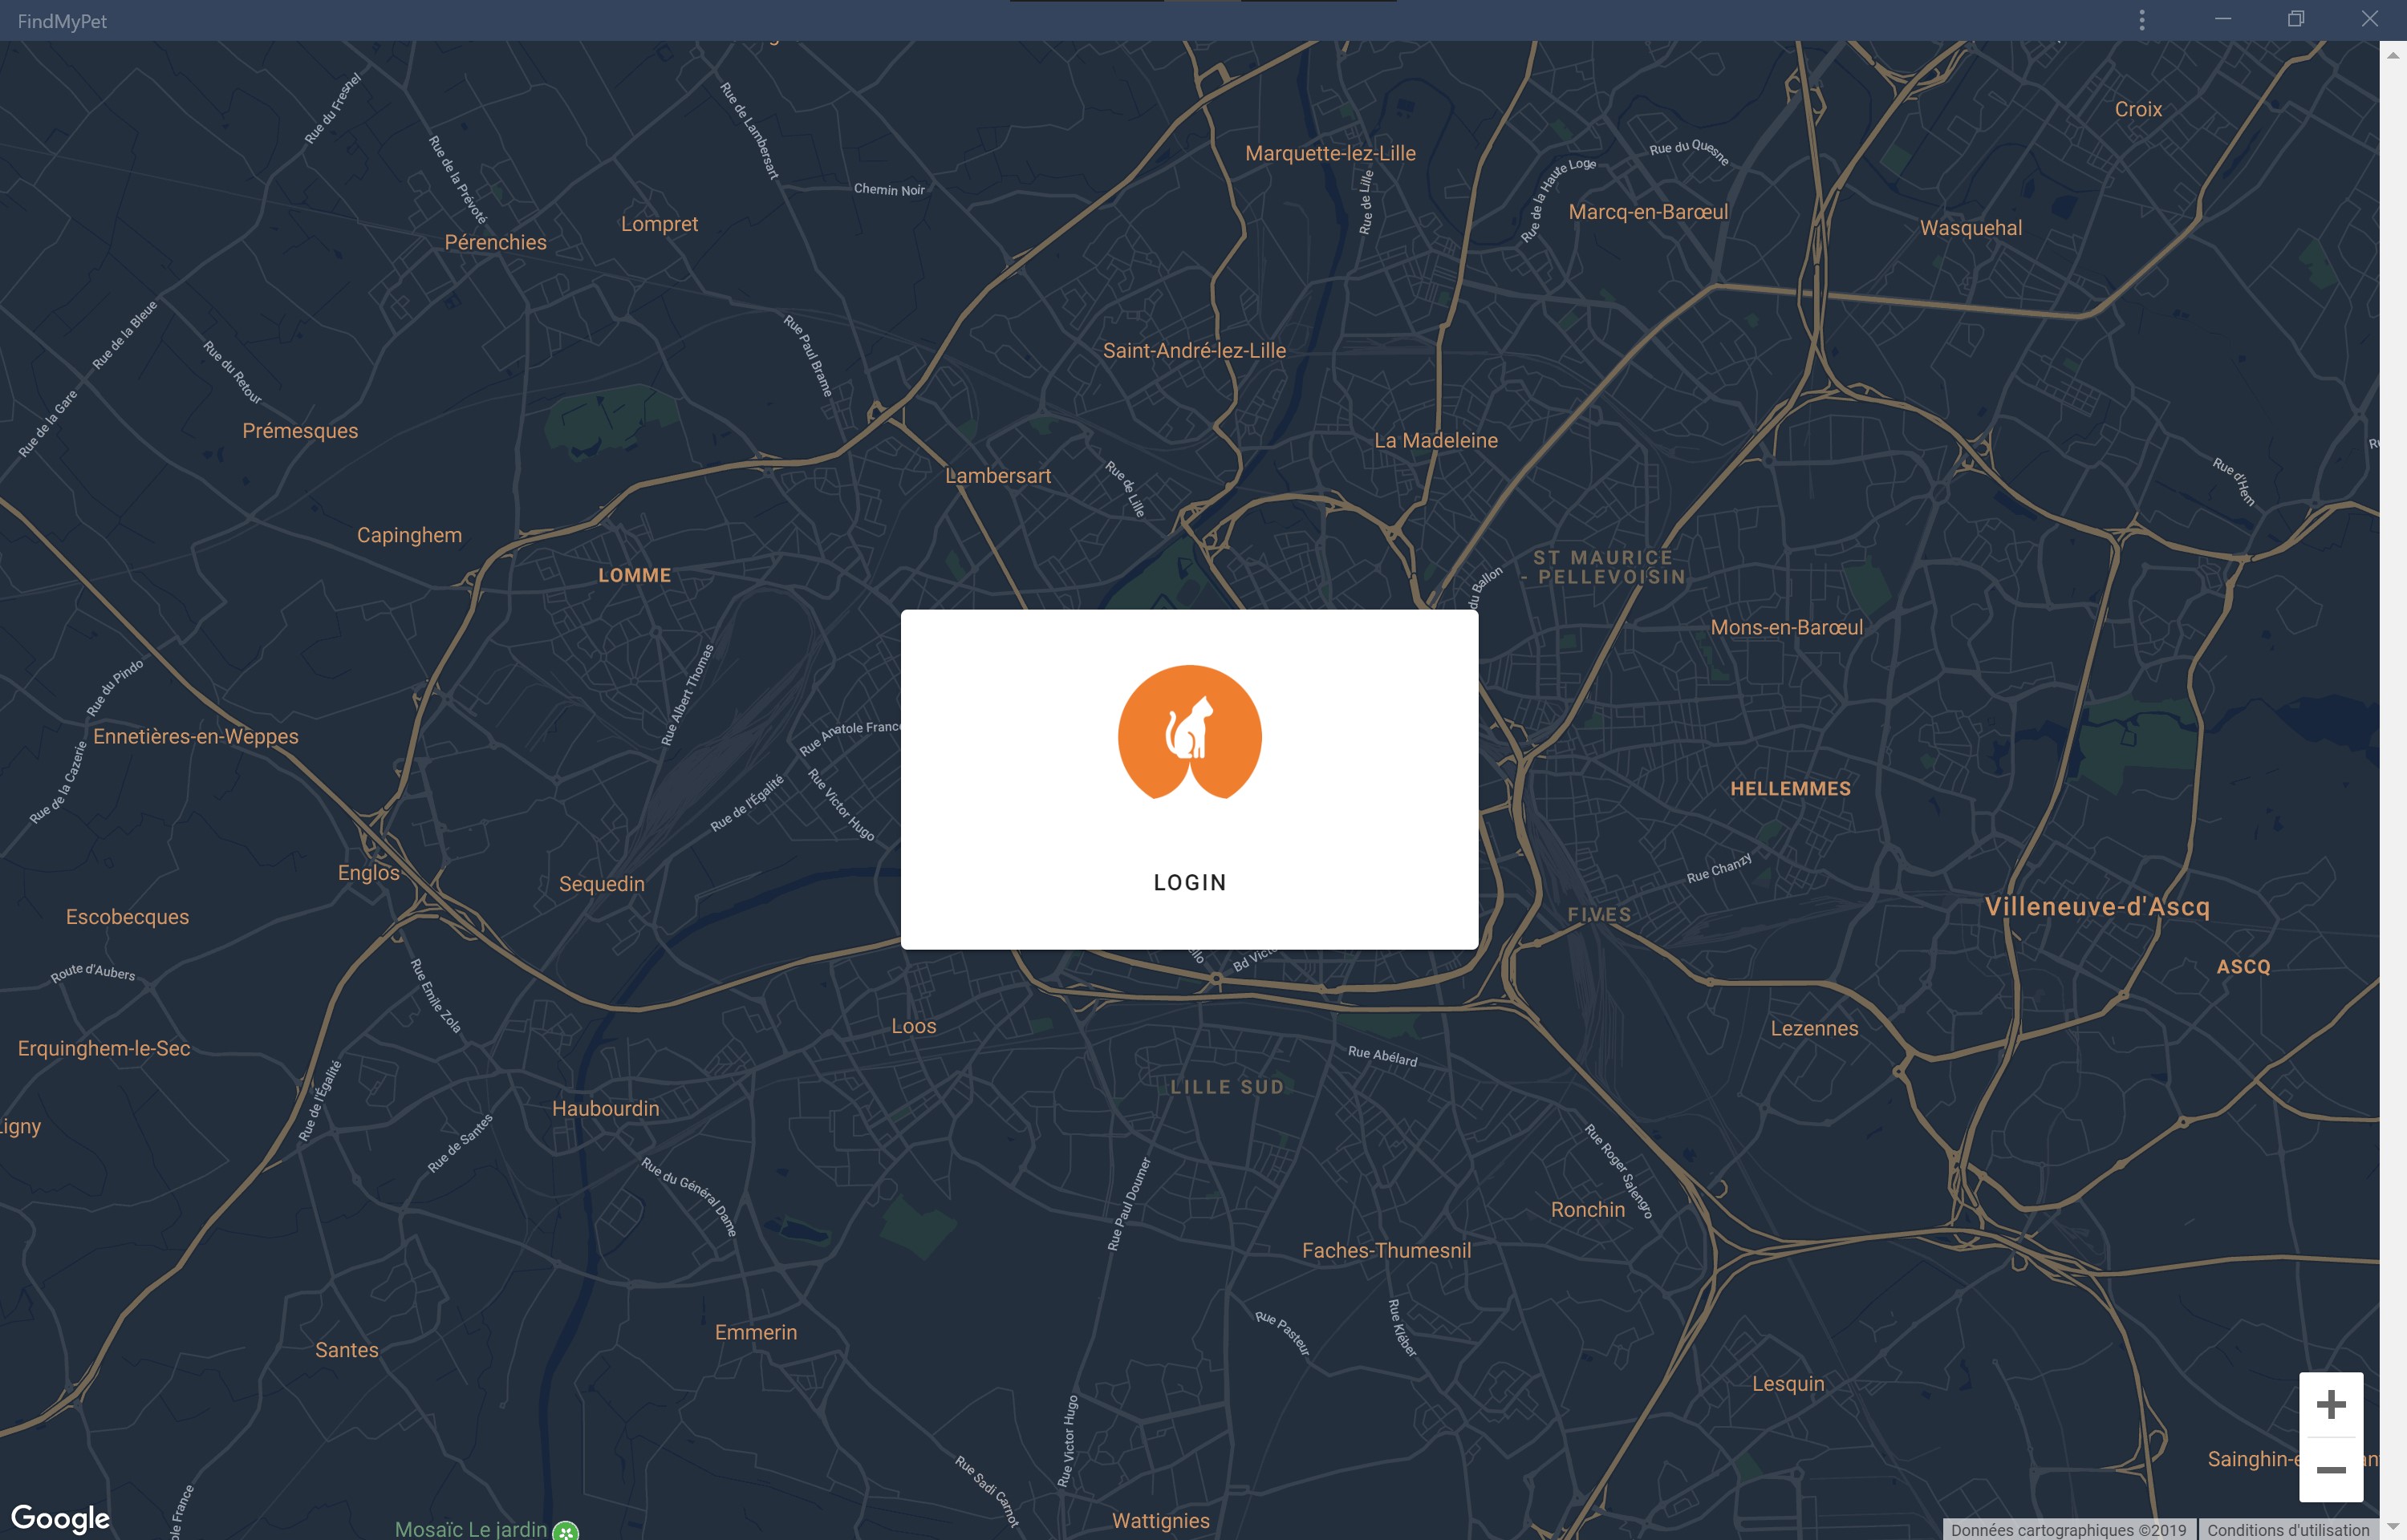 FindMyPet
Rue du Fresnel
Rue de Lambersart
Croix
Rue de la Prévoté
Marquette-lez-Lille
Rue du Quesne
Rue de la Haute Loge
Chemin Noir
Rue de Lille
Marcq-en-Barœul
Lompret
Wasquehal
Pérenchies
Rue de la Bleue
Rue Paul Brame
Saint-André-lez-Lille
Rue du Retour
Rue de la Gare
Prémesques
La Madeleine
Lambersart
Rue de Lille
Rue d'Hem
Capinghem
LOMME
ST MAURICE
- PELLEVOISIN
du Ballon
Mons-en-Barœul
Rue du Pindo
Rue Albert Thomas
Ennetières-en-Weppes
Rue Anatole France
Rue de la Cazerie
Rue de l'Égalité
Rue Victor Hugo
HELLEMMES
Englos
Sequedin
LOGIN
Rue Chanzy
Escobecques
FIVES
Villeneuve-d'Ascq
Route d'Aubers
Rue Emile Zola
Bd Victo
ASCQ
Loos
Lezennes
Erquinghem-le-Sec
Rue Abélard
Rue de l'Égalité
LILLE SUD
Haubourdin
igny
Rue de Santes
Rue du Général Dame
Rue Paul Doumer
Rue Roger Salengro
Ronchin
Faches-Thumesnil
Emmerin
Rue Pasteur
Rue Kléber
Santes
Lesquin
Rue Victor Hugo
Rue Sadi Carnot
Sainghin-e
Google
ole France
Mosaïc Le jardin
Wattignies
Données cartographiques ©2019
Conditions d'utilisation